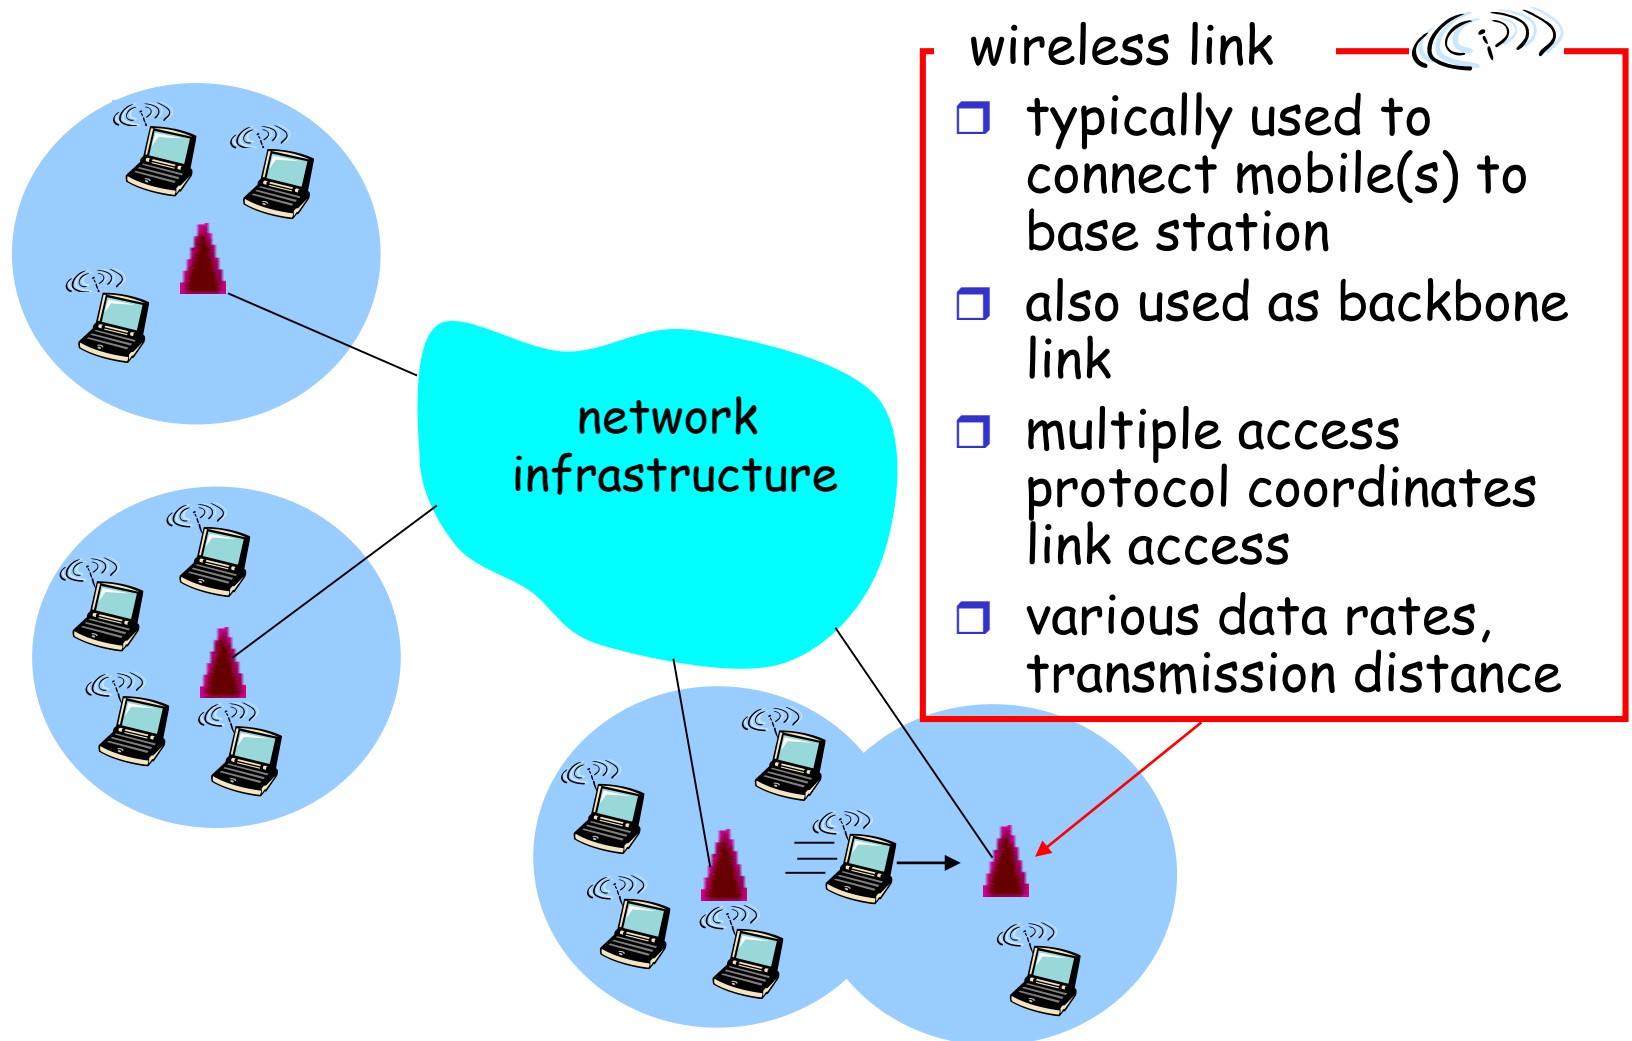 wireless link
typically used to
connect mobile(s) to
base station
also used as backbone
link
multiple access
protocol coordinates
link access
various data rates,
transmission distance
network
infrastructure